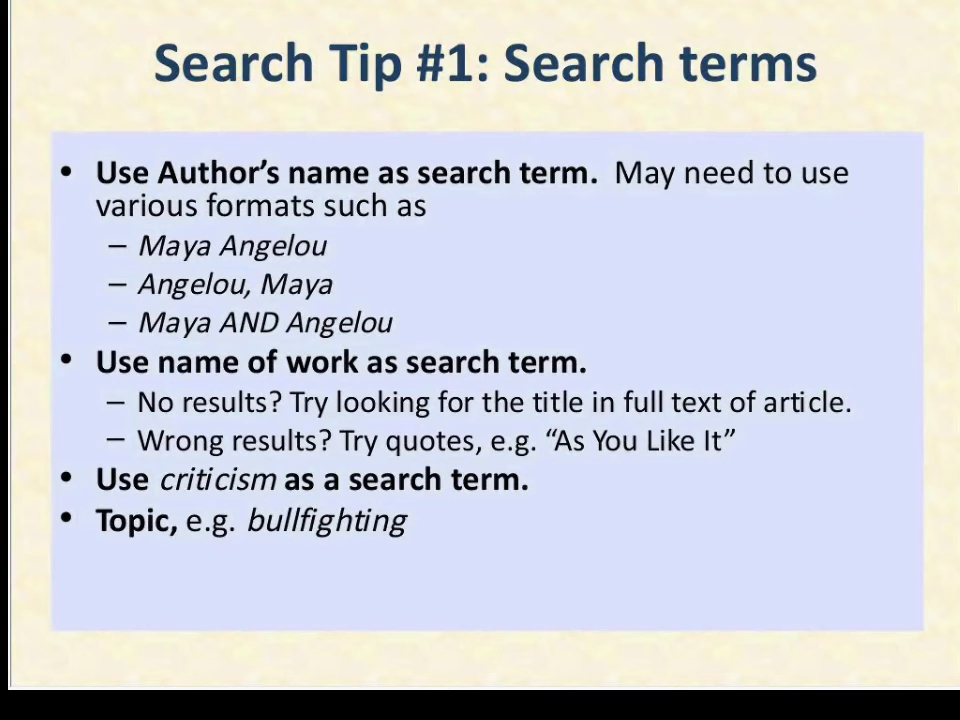 Search Tip #1: Search terms
• Use Author’s name as search term. May need to use
various formats such as
– Maya Angelou
– Angelou, Maya
– Maya AND Angelou
• Use name of work as search term.
– No results? Try looking for the title in full text of article.
– Wrong results? Try quotes, e.g. “As You Like It”
• Use criticism as a search term.
• Topic, e.g. bullfighting